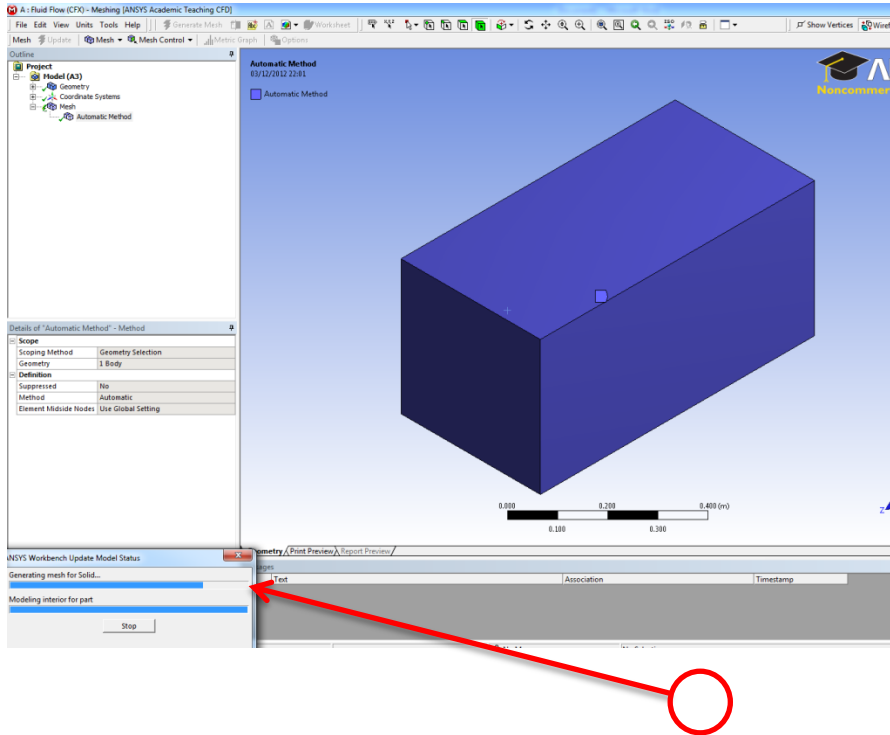 A : Fluid Flow (CFX) - Meshing [ANSYS Academic Teaching CFD]
File Edit View Units Tools Help Generate Mesh Worksheet Show Vertices
Mesh Update Mesh Mesh Control Metric Graph Options
Outline
Project
Model (A3)
Geometry
Coordinate Systems
Mesh
Automatic Method
Automatic Method
03/12/2012 22:01
Automatic Method
Details of "Automatic Method" - Method
Scope
Scoping Method Geometry Selection
Geometry 1 Body
Definition
Suppressed No
Method Automatic
Element Midside Nodes Use Global Setting
0.000 0.200 0.400 (m)
0.100 0.300
Z
ometry Print Preview Report Preview
ages
Text Association Timestamp
NSYS Workbench Update Model Status
Generating mesh for Solid...
Modeling interior for part
Stop